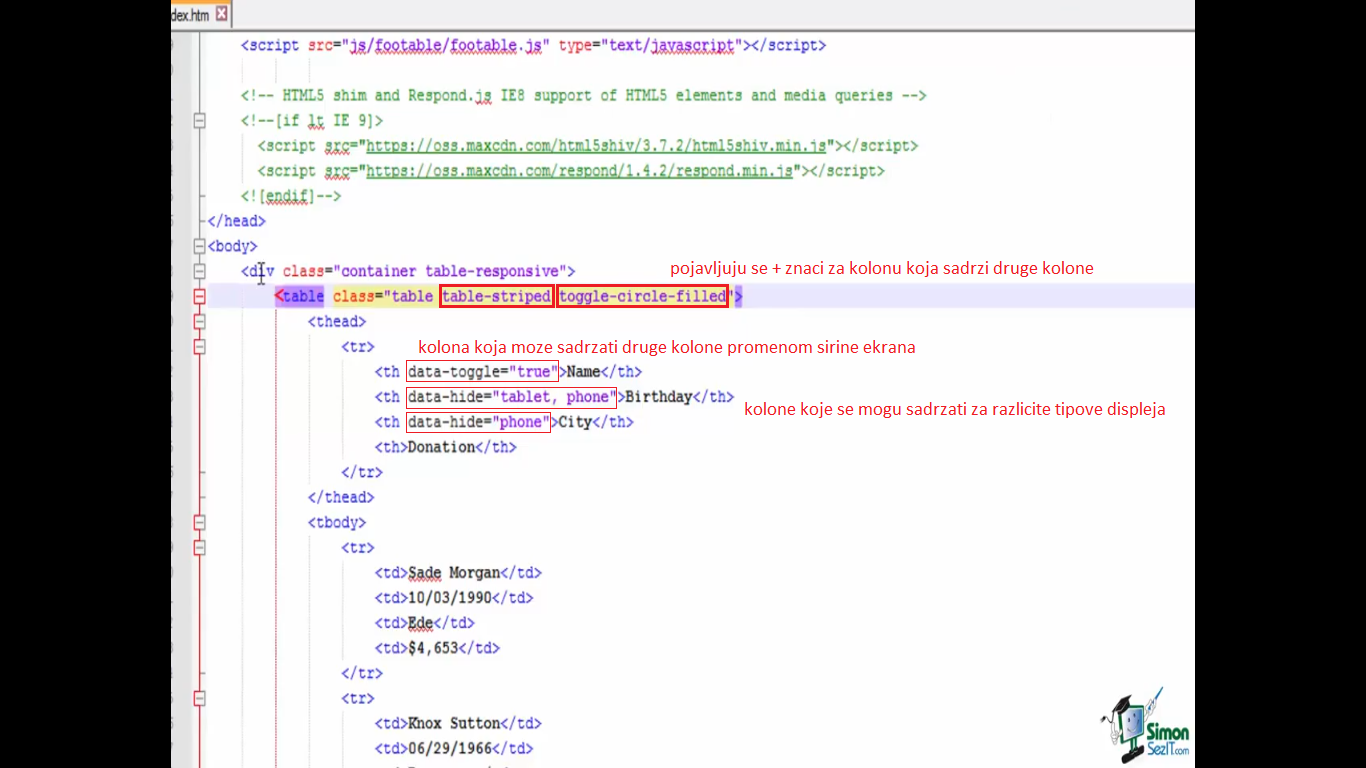 dex.htm
<script src="js/footable/footable.js" type="text/javascript"></script>
<!-- HTML5 shim and Respond.js IE8 support of HTML5 elements and media queries -->
<!--[if lt IE 9]>
<script src="https://oss.maxcdn.com/html5shiv/3.7.2/html5shiv.min.js"></script>
<script src="https://oss.maxcdn.com/respond/1.4.2/respond.min.js"></script>
<![endif]-->
</head>
<body>
<div class="container table-responsive">
pojavljuju se + znaci za kolonu koja sadrzi druge kolone
<table class="table table-striped toggle-circle-filled">
<thead>
<tr>
kolona koja moze sadrzati druge kolone promenom sirine ekrana
<th data-toggle="true">Name</th>
<th data-hide="tablet, phone">Birthday</th>
kolone koje se mogu sadrzati za razlicite tipove displeja
<th data-hide="phone">City</th>
<th>Donation</th>
</tr>
</thead>
<tbody>
<tr>
<td>Sade Morgan</td>
<td>10/03/1990</td>
<td>Ede</td>
<td>$4,653</td>
</tr>
<tr>
<td>Knox Sutton</td>
<td>06/29/1966</td>
Simon
SezIT.com